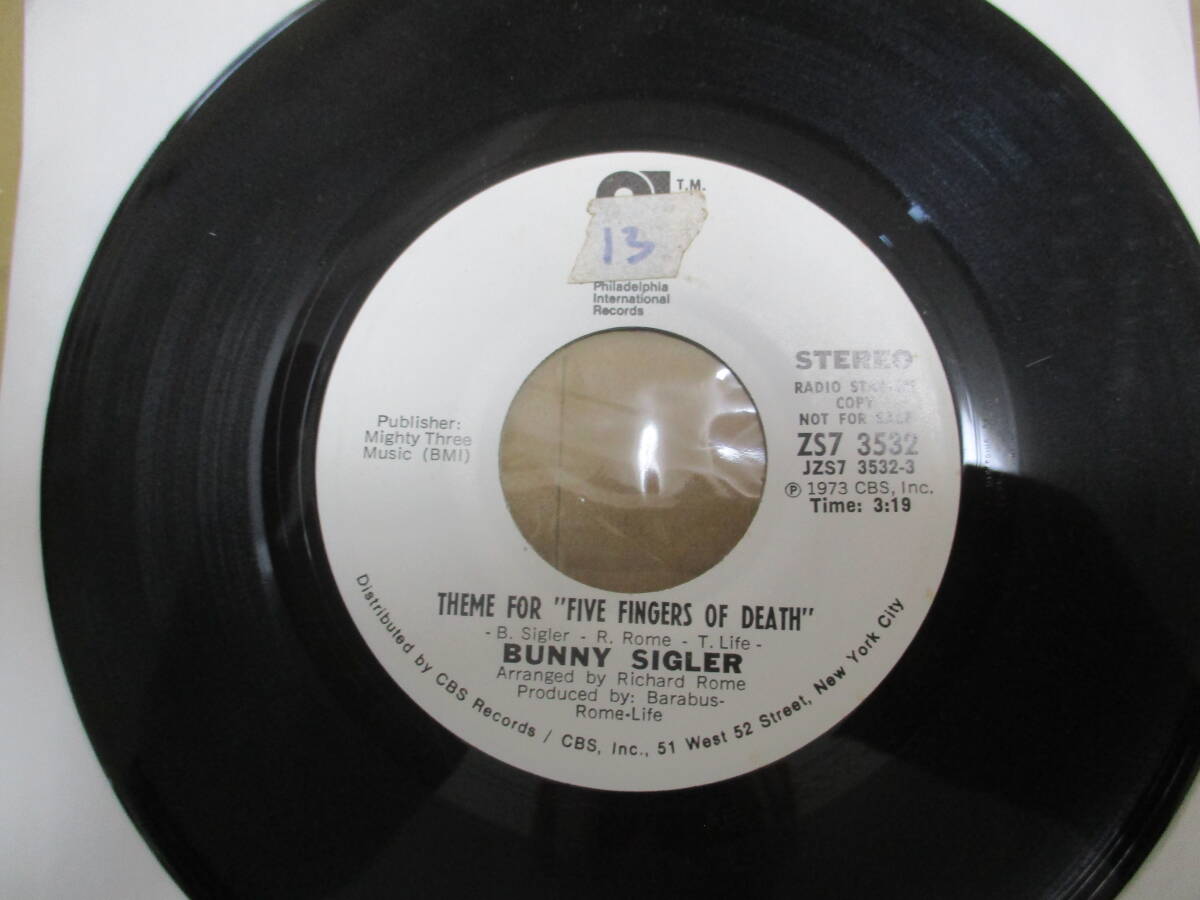 T.M.
13
Philadelphia
International
Records
STEREO
RADIO STATION
COPY
NOT FOR SALE
ZS7 3532
JZS7 3532-3
℗ 1973 CBS, Inc.
Time: 3:19
Publisher:
Mighty Three
Music (BMI)
THEME FOR "FIVE FINGERS OF DEATH"
- B. Sigler - R. Rome - T. Life -
BUNNY SIGLER
Arranged by Richard Rome
Produced by: Barabus-
Rome-Life
Distributed by CBS Records / CBS, Inc., 51 West 52 Street, New York City